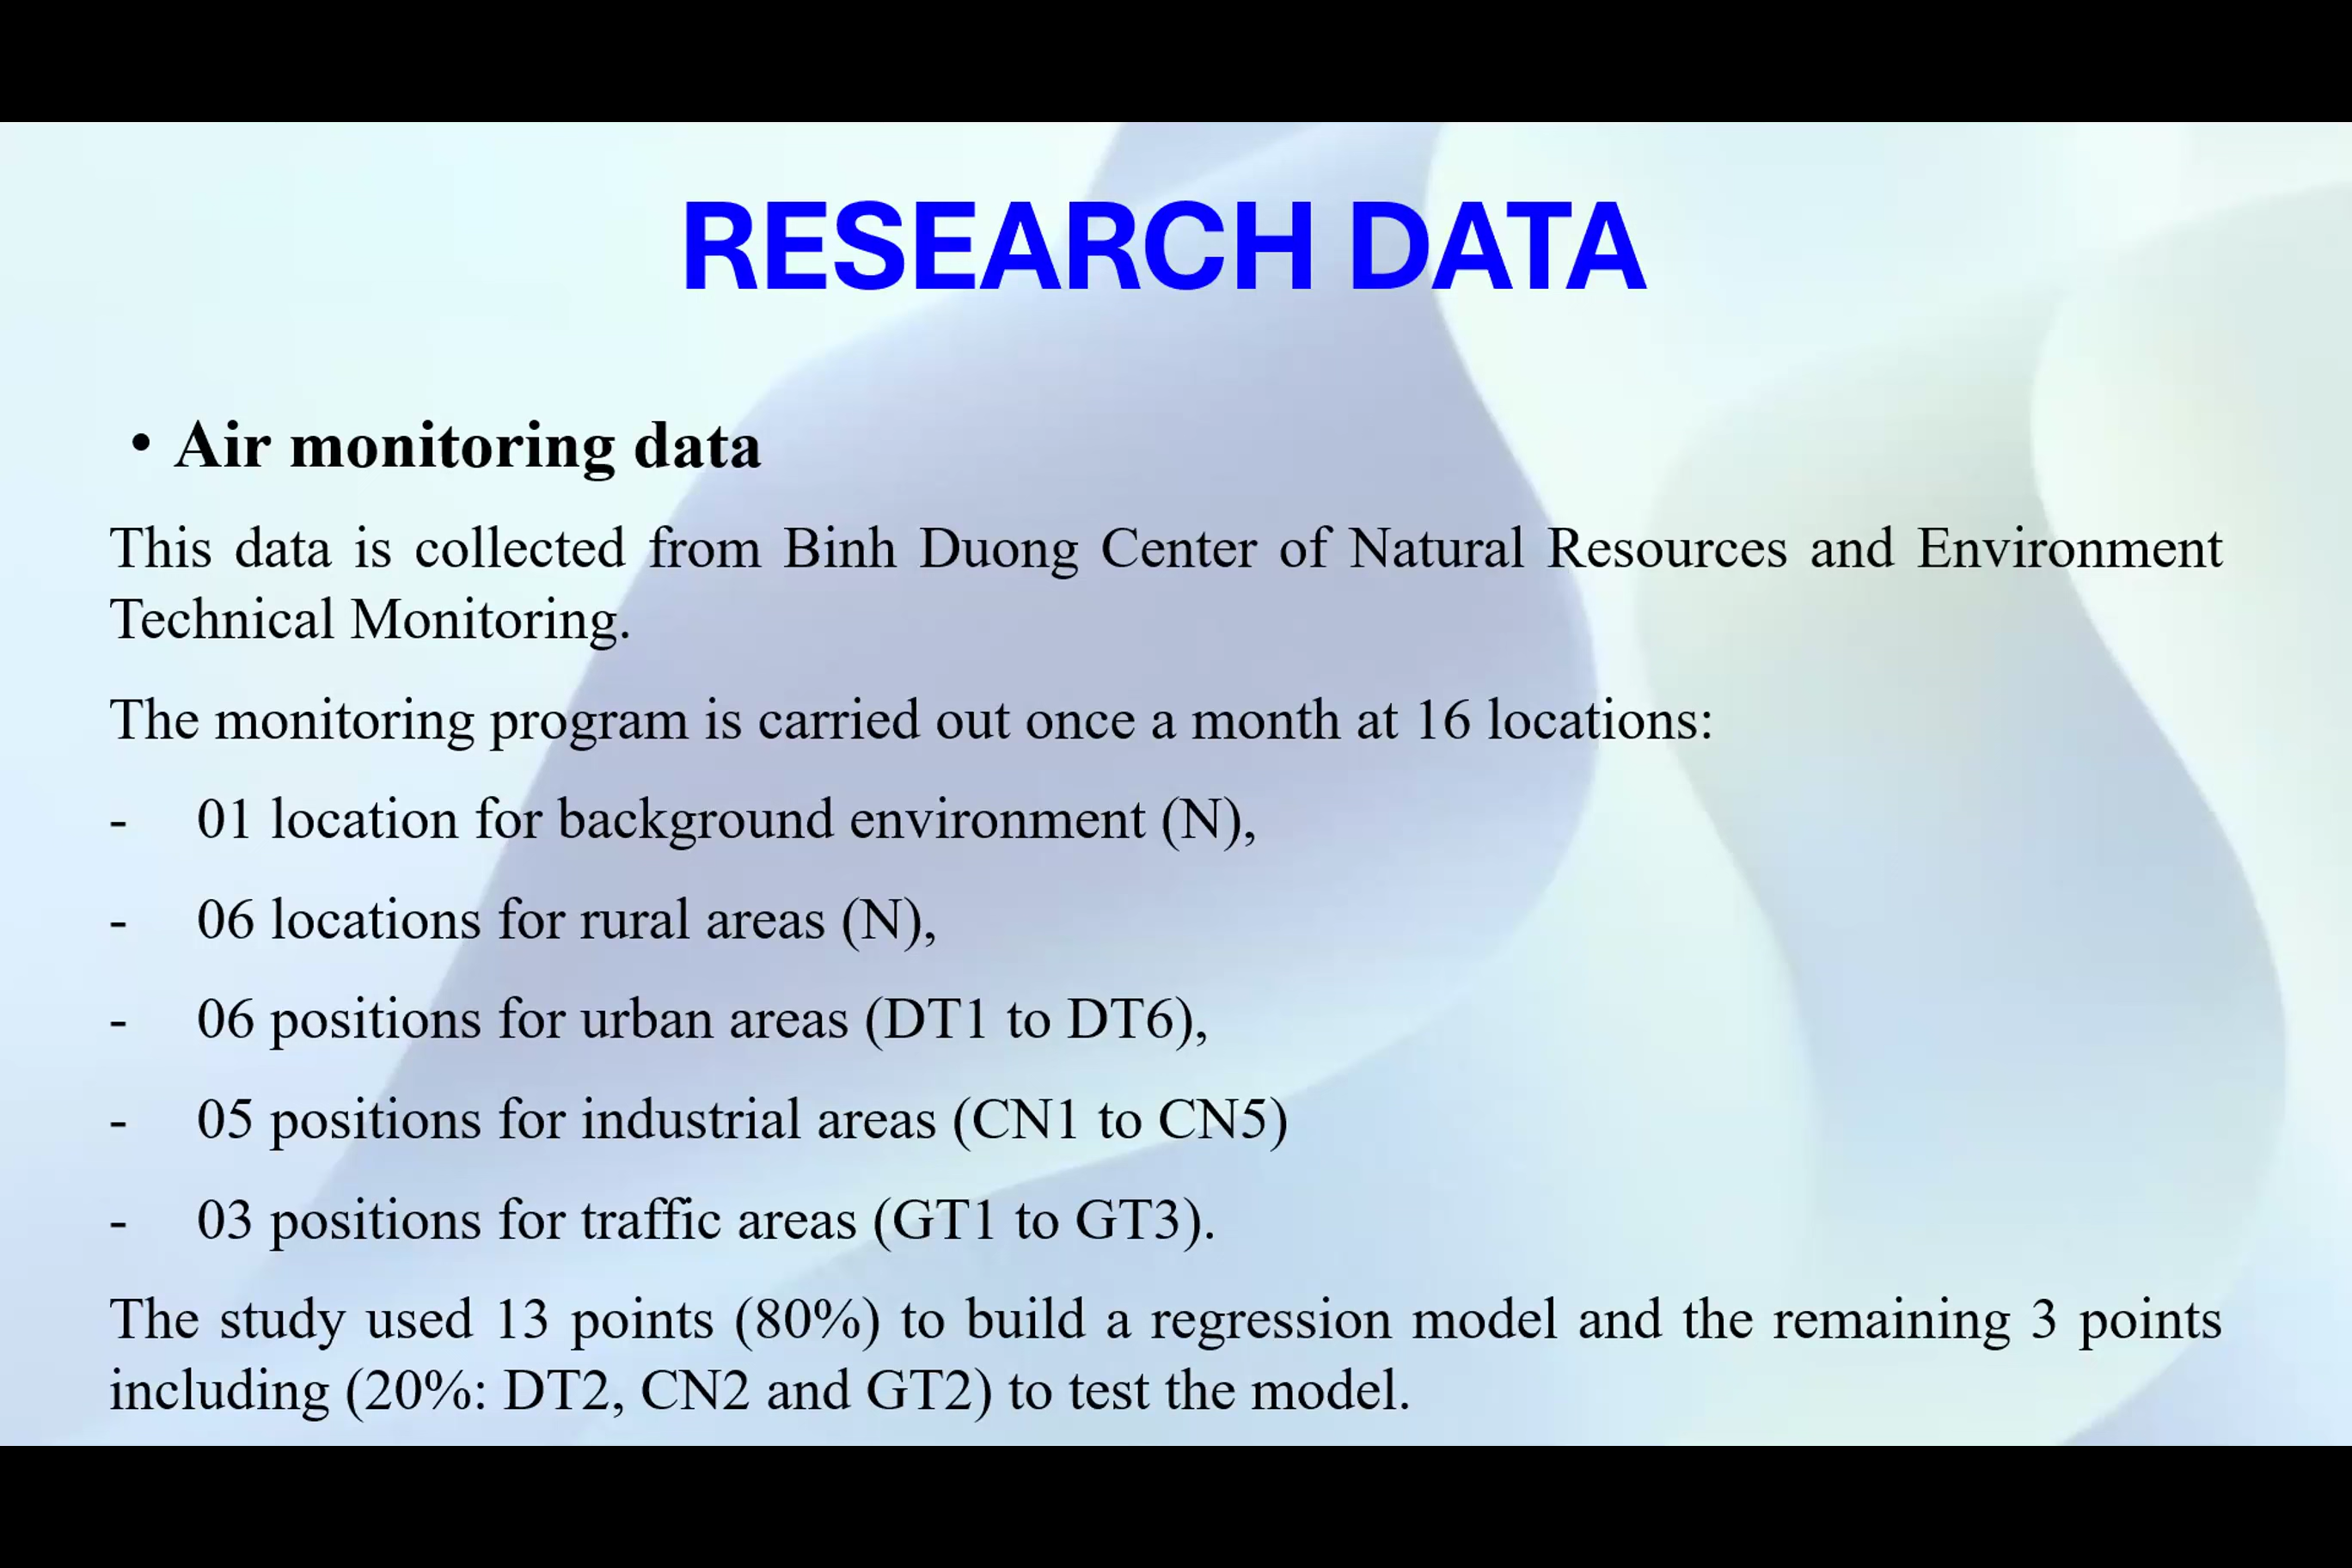 RESEARCH DATA
• Air monitoring data
This data is collected from Binh Duong Center of Natural Resources and Environment
Technical Monitoring.
The monitoring program is carried out once a month at 16 locations:
- 01 location for background environment (N),
- 06 locations for rural areas (N),
- 06 positions for urban areas (DT1 to DT6),
- 05 positions for industrial areas (CN1 to CN5)
- 03 positions for traffic areas (GT1 to GT3).
The study used 13 points (80%) to build a regression model and the remaining 3 points
including (20%: DT2, CN2 and GT2) to test the model.